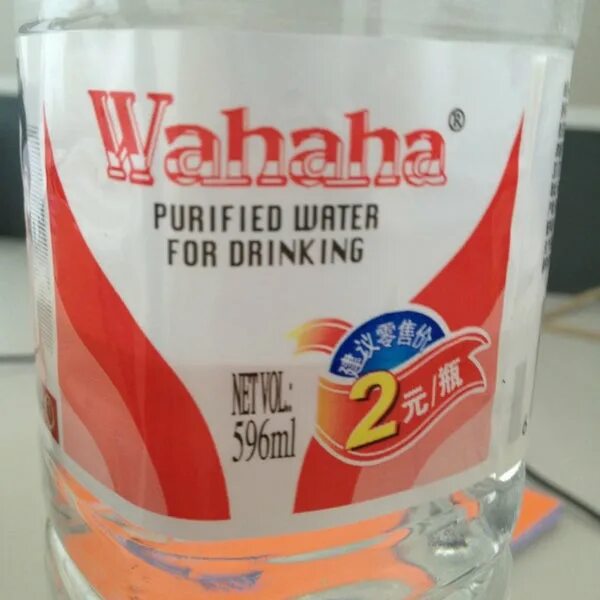 Wahaha®
PURIFIED WATER
FOR DRINKING
建议零售价
2元/瓶
NET VOL.:
596ml